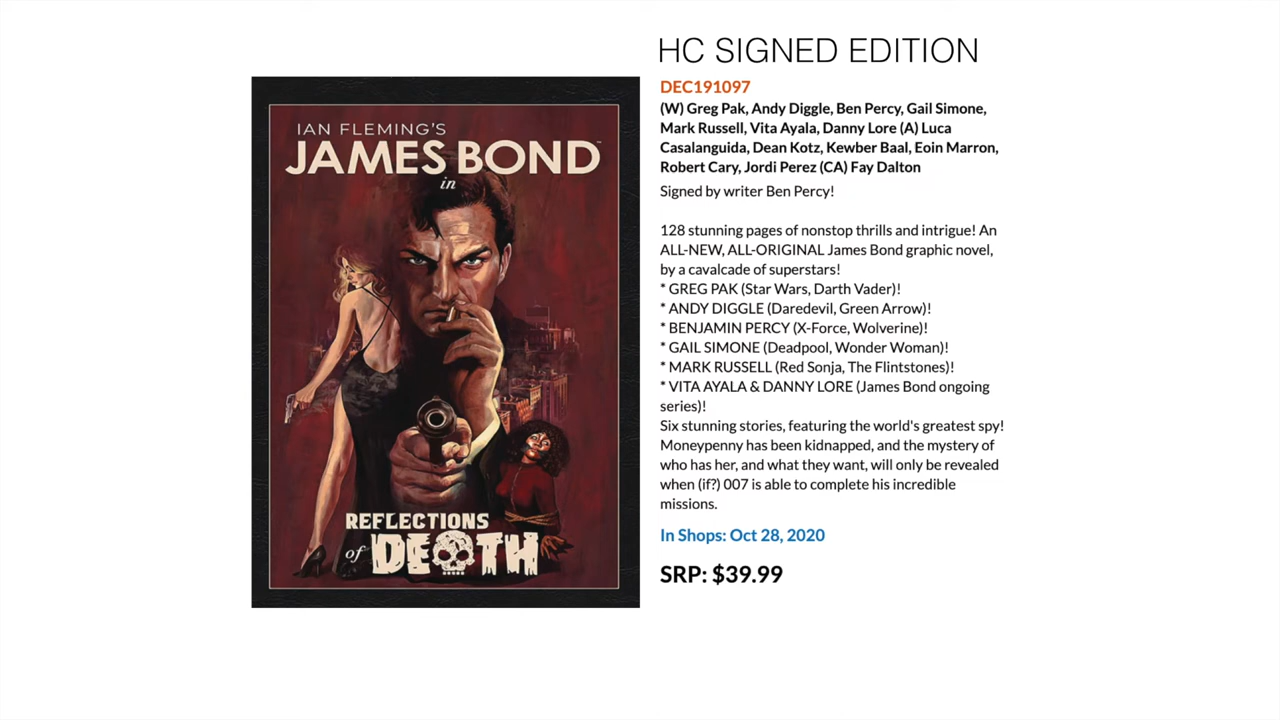 HC SIGNED EDITION
DEC191097
(W) Greg Pak, Andy Diggle, Ben Percy, Gail Simone,
Mark Russell, Vita Ayala, Danny Lore (A) Luca
Casalanguida, Dean Kotz, Kewber Baal, Eoin Marron,
Robert Cary, Jordi Perez (CA) Fay Dalton
Signed by writer Ben Percy!
128 stunning pages of nonstop thrills and intrigue! An
ALL-NEW, ALL-ORIGINAL James Bond graphic novel,
by a cavalcade of superstars!
* GREG PAK (Star Wars, Darth Vader)!
* ANDY DIGGLE (Daredevil, Green Arrow)!
* BENJAMIN PERCY (X-Force, Wolverine)!
* GAIL SIMONE (Deadpool, Wonder Woman)!
* MARK RUSSELL (Red Sonja, The Flintstones)!
* VITA AYALA & DANNY LORE (James Bond ongoing
series)!
Six stunning stories, featuring the world's greatest spy!
Moneypenny has been kidnapped, and the mystery of
who has her, and what they want, will only be revealed
when (if?) 007 is able to complete his incredible
missions.
In Shops: Oct 28, 2020
SRP: $39.99
IAN FLEMING'S
JAMES BOND™
in
REFLECTIONS
of DEATH